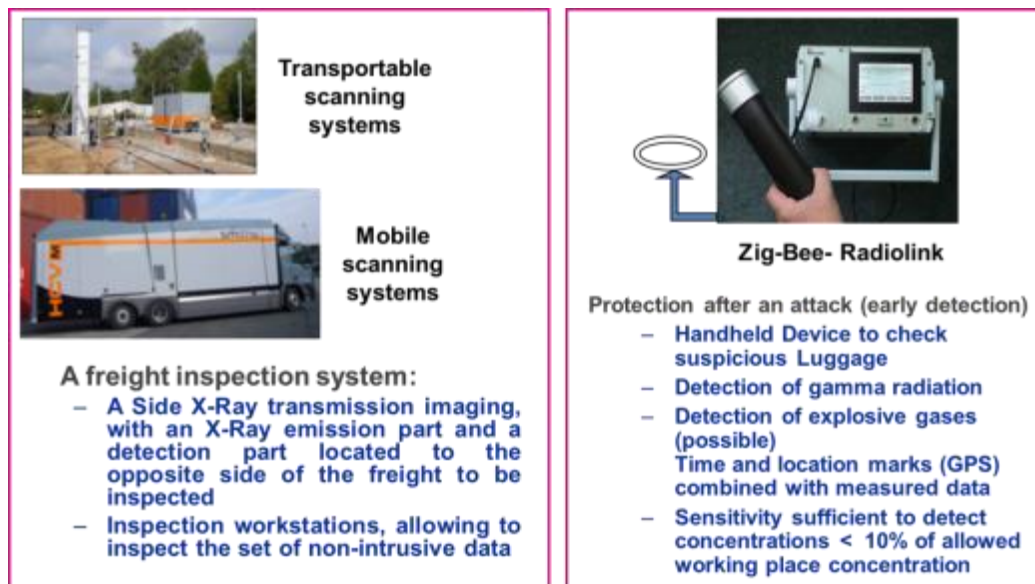 Transportable
scanning
systems
HCVM
Mobile
scanning
systems
A freight inspection system:
– A Side X-Ray transmission imaging,
with an X-Ray emission part and a
detection part located to the
opposite side of the freight to be
inspected
– Inspection workstations, allowing to
inspect the set of non-intrusive data
Zig-Bee- Radiolink
Protection after an attack (early detection)
– Handheld Device to check
suspicious Luggage
– Detection of gamma radiation
– Detection of explosive gases
(possible)
Time and location marks (GPS)
combined with measured data
– Sensitivity sufficient to detect
concentrations < 10% of allowed
working place concentration